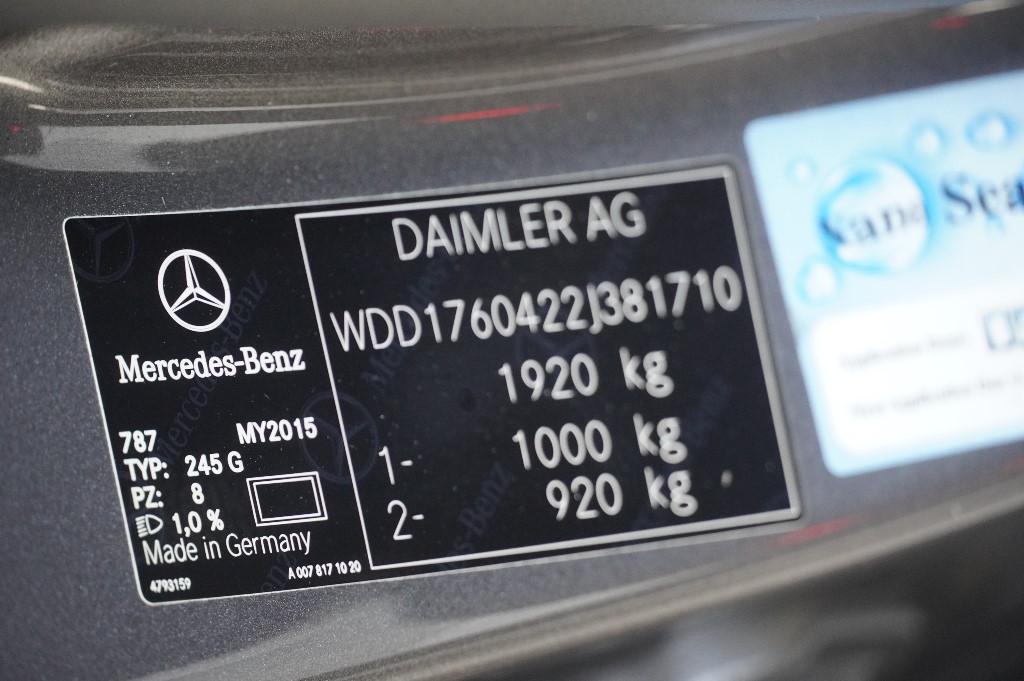 Mercedes-Benz
787 MY2015
TYP: 245 G
PZ: 8
1,0 %
Made in Germany
4793159 A 007 817 10 20
DAIMLER AG
WDD1760422J381710
1920 kg
1- 1000 kg
2- 920 kg